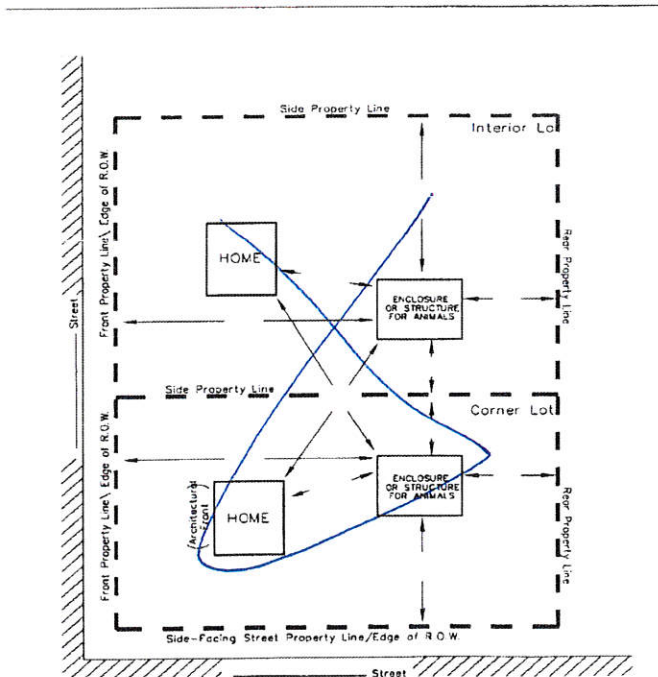 Side Property Line
Interior Lo
Front Property Line\ Edge of R.O.W.
HOME
ENCLOSURE
OR STRUCTURE
FOR ANIMALS
Rear Property Line
Street
Side Property Line
Corner Lot
Front Property Line\ Edge of R.O.W.
(Architectural
Front)
HOME
ENCLOSURE
OR STRUCTURE
FOR ANIMALS
Rear Property Line
Side-Facing Street Property Line/Edge of R.O.W.
Street